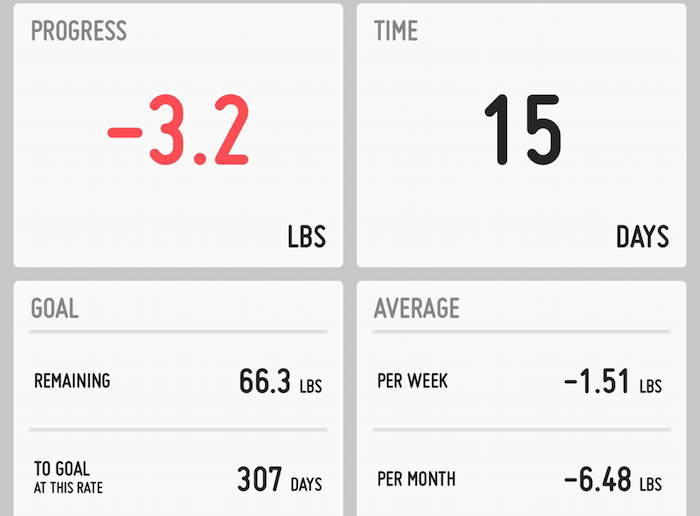 PROGRESS
-3.2
LBS
TIME
15
DAYS
GOAL
REMAINING 66.3 LBS
TO GOAL
AT THIS RATE 307 DAYS
AVERAGE
PER WEEK -1.51 LBS
PER MONTH -6.48 LBS